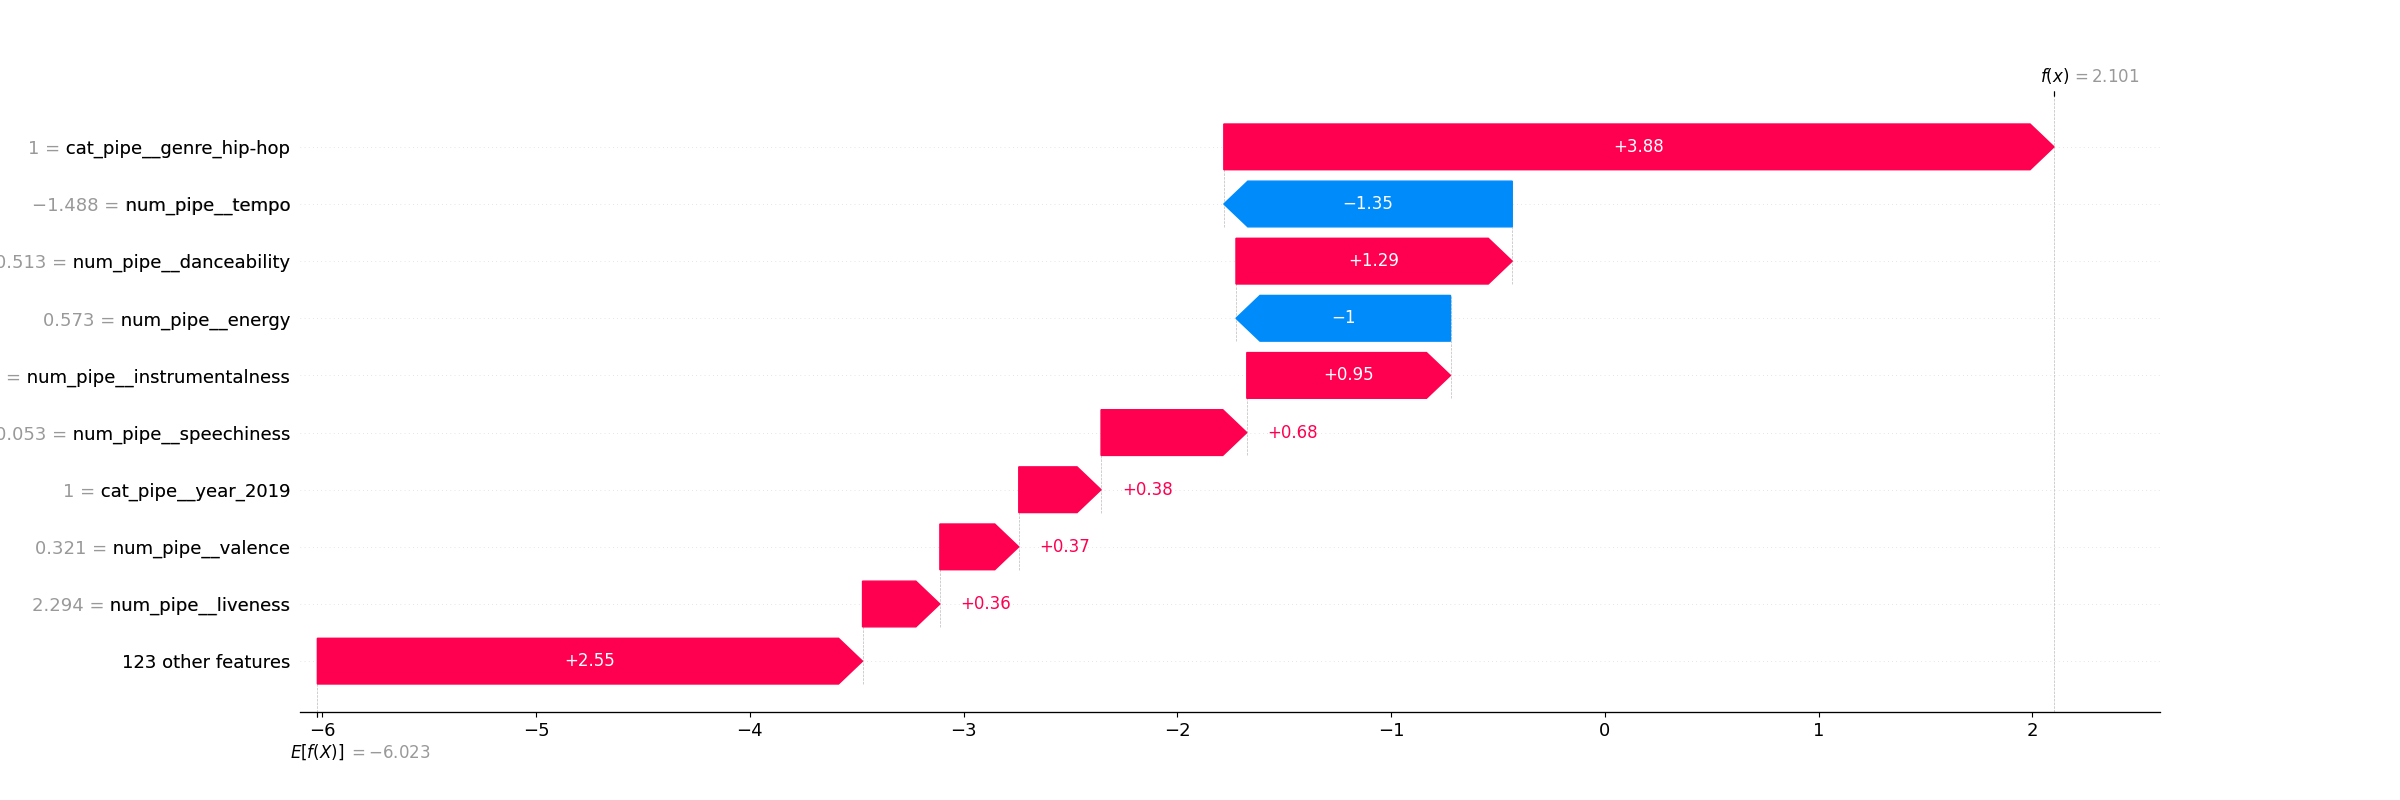 f(x) = 2.101
1 = cat_pipe__genre_hip-hop
+3.88
−1.488 = num_pipe__tempo
−1.35
0.513 = num_pipe__danceability
+1.29
0.573 = num_pipe__energy
−1
= num_pipe__instrumentalness
+0.95
0.053 = num_pipe__speechiness
+0.68
1 = cat_pipe__year_2019
+0.38
0.321 = num_pipe__valence
+0.37
2.294 = num_pipe__liveness
+0.36
123 other features
+2.55
−6 −5 −4 −3 −2 −1 0 1 2
E[f(X)] = −6.023